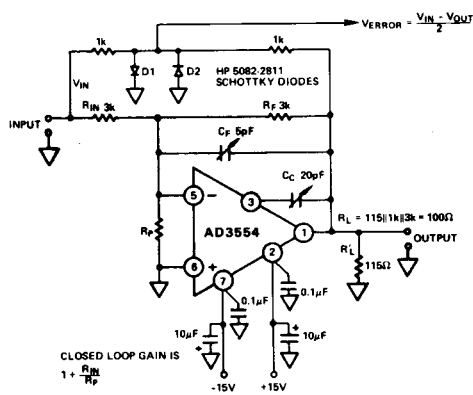 1k
1k
VERROR = VIN - VOUT / 2
D1
D2
HP 5082-2811
SCHOTTKY DIODES
VIN
RIN 3k
RF 3k
INPUT
CF 5pF
CC 20pF
5 -
3
RP
AD3554
1
RL = 115||1k||3k = 100Ω
OUTPUT
6 +
2
7
R'L
115Ω
0.1µF
0.1µF
10µF
+
+
10µF
CLOSED LOOP GAIN IS
1 + RIN / RP
-15V
+15V